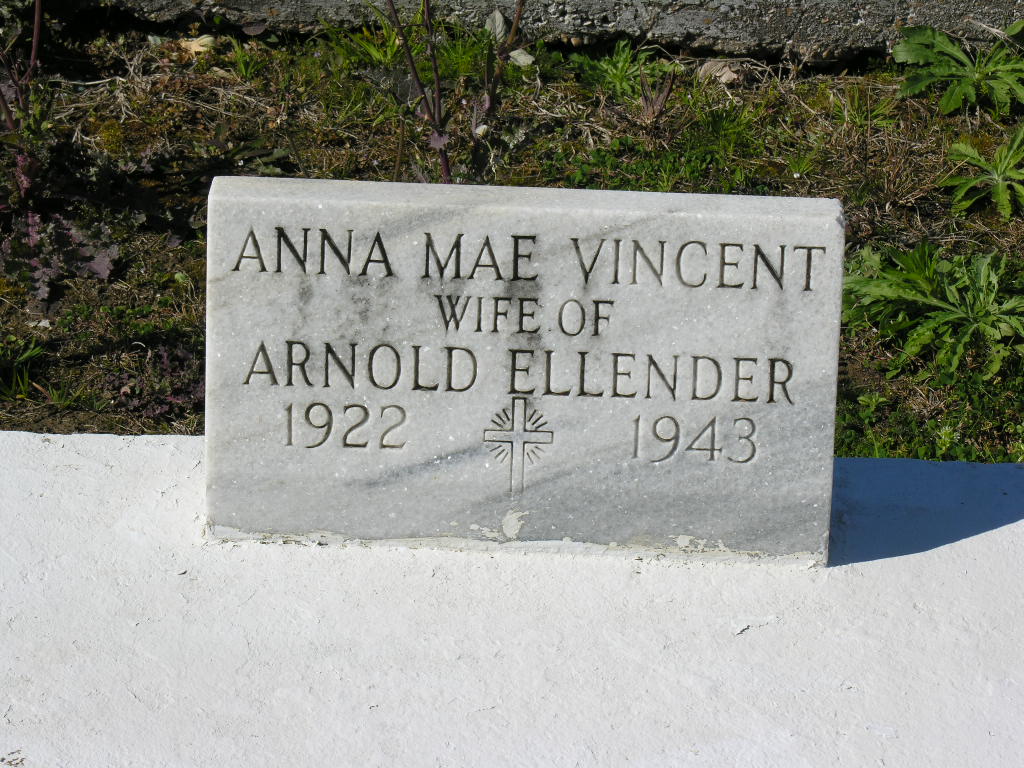 ANNA MAE VINCENT
WIFE OF
ARNOLD ELLENDER
1922 1943